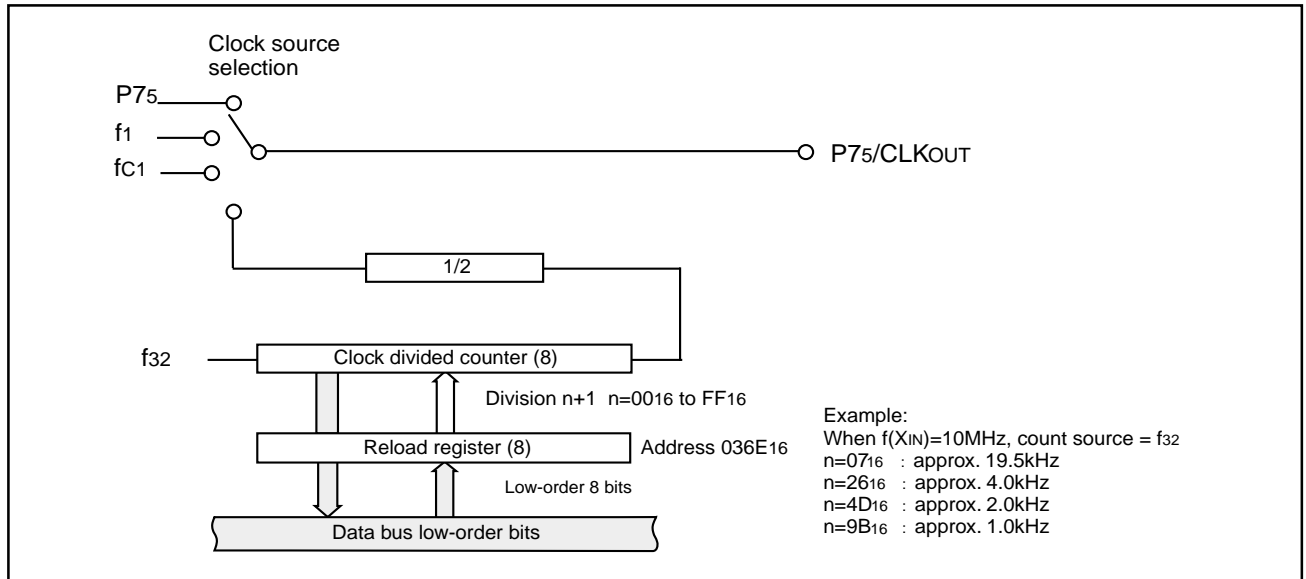 Clock source
selection
P75
f1
fC1
P75/CLKOUT
1/2
f32
Clock divided counter (8)
Division n+1 n=0016 to FF16
Reload register (8)
Address 036E16
Low-order 8 bits
Data bus low-order bits
Example:
When f(XIN)=10MHz, count source = f32
n=0716 : approx. 19.5kHz
n=2616 : approx. 4.0kHz
n=4D16 : approx. 2.0kHz
n=9B16 : approx. 1.0kHz